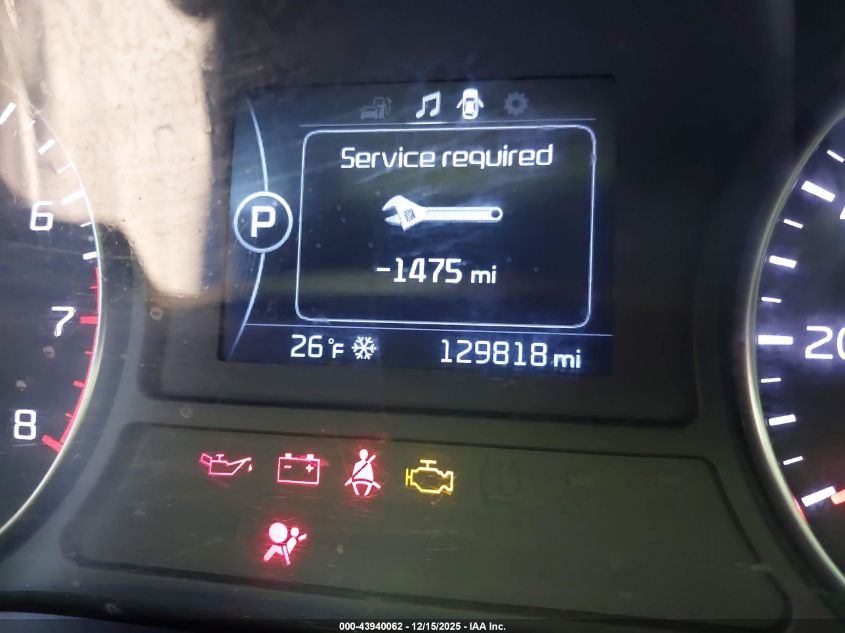 Service required
6
P
-1475 mi
7
26°F 129818 mi
20
8
000-43940062 - 12/15/2025 - IAA Inc.